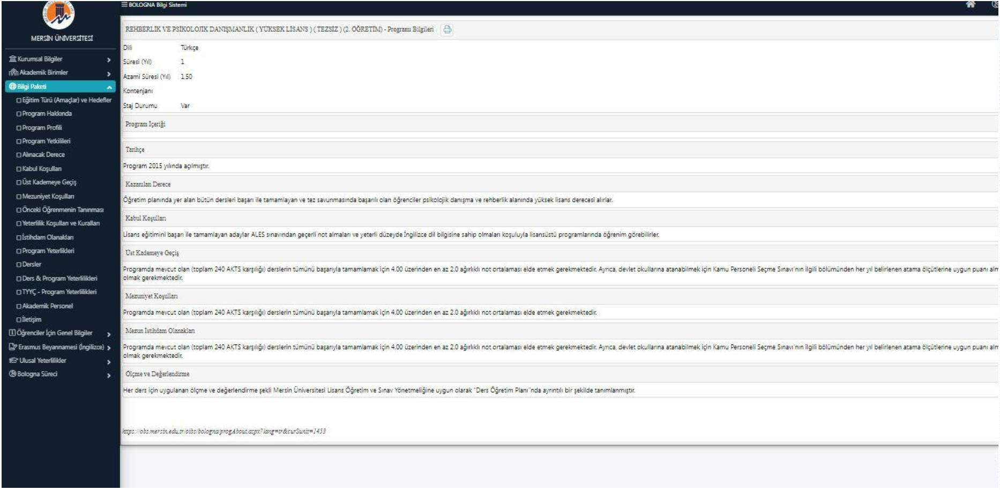 BOLOGNA Bilgi Sistemi
MERSİN ÜNİVERSİTESİ
Kurumsal Bilgiler
Akademik Birimler
Bilgi Paketi
Eğitim Türü (Amaçlar) ve Hedefler
Program Hakkında
Program Profili
Program Yetkilileri
Alınacak Derece
Kabul Koşulları
Üst Kademeye Geçiş
Mezuniyet Koşulları
Önceki Öğrenmenin Tanınması
Yeterlilik Koşulları ve Kuralları
İstihdam Olanakları
Program Yeterlikleri
Dersler
Ders & Program Yeterlilikleri
TYYÇ - Program Yeterlilikleri
Akademik Personel
İletişim
Öğrenciler İçin Genel Bilgiler
Erasmus Beyannamesi (İngilizce)
Ulusal Yeterlilikler
Bologna Süreci
REHBERLİK VE PSİKOLOJİK DANIŞMANLIK ( YÜKSEK LİSANS ) ( TEZSİZ ) (2. ÖĞRETİM) - Programı Bilgileri
Dili Türkçe
Süresi (Yıl) 1
Azami Süresi (Yıl) 1.50
Kontenjanı
Staj Durumu Var
Program İçeriği
Tarihçe
Program 2015 yılında açılmıştır.
Kazanılan Derece
Öğretim planında yer alan bütün dersleri başarı ile tamamlayan ve tez savunmasında başarılı olan öğrenciler psikolojik danışma ve rehberlik alanında yüksek lisans derecesi alırlar.
Kabul Koşulları
Lisans eğitimini başarı ile tamamlayan adaylar ALES sınavından geçerli not almaları ve yeterli düzeyde İngilizce dil bilgisine sahip olmaları koşuluyla lisansüstü programlarında öğrenim görebilirler.
Üst Kademeye Geçiş
Programda mevcut olan (toplam 240 AKTS karşılığı) derslerin tümünü başarıyla tamamlamak için 4.00 üzerinden en az 2.0 ağırlıklı not ortalaması elde etmek gerekmektedir. Ayrıca, devlet okullarına atanabilmek için Kamu Personeli Seçme Sınavı'nın ilgili bölümünden her yıl belirlenen atama ölçütlerine uygun puanı alm
olmak gerekmektedir.
Mezuniyet Koşulları
Programda mevcut olan (toplam 240 AKTS karşılığı) derslerin tümünü başarıyla tamamlamak için 4.00 üzerinden en az 2.0 ağırlıklı not ortalaması elde etmek gerekmektedir.
Mezun İstihdam Olanakları
Programda mevcut olan (toplam 240 AKTS karşılığı) derslerin tümünü başarıyla tamamlamak için 4.00 üzerinden en az 2.0 ağırlıklı not ortalaması elde etmek gerekmektedir. Ayrıca, devlet okullarına atanabilmek için Kamu Personeli Seçme Sınavı'nın ilgili bölümünden her yıl belirlenen atama ölçütlerine uygun puanı alm
olmak gerekmektedir.
Ölçme ve Değerlendirme
Her ders için uygulanan ölçme ve değerlendirme şekli Mersin Üniversitesi Lisans Öğretim ve Sınav Yönetmeliğine uygun olarak "Ders Öğretim Planı"nda ayrıntılı bir şekilde tanımlanmıştır.
https://obs.mersin.edu.tr/oibs/bologna/progAbout.aspx?lang=tr&curSunit=1453